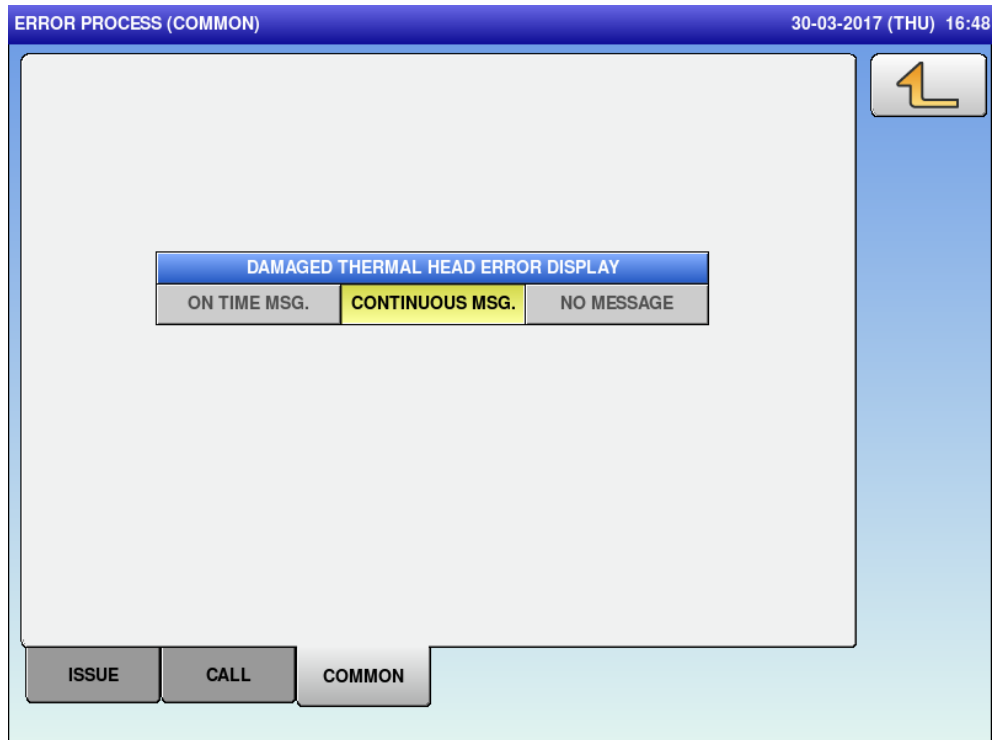 ERROR PROCESS (COMMON) 30-03-2017 (THU) 16:48
DAMAGED THERMAL HEAD ERROR DISPLAY
ON TIME MSG. CONTINUOUS MSG. NO MESSAGE
ISSUE CALL COMMON